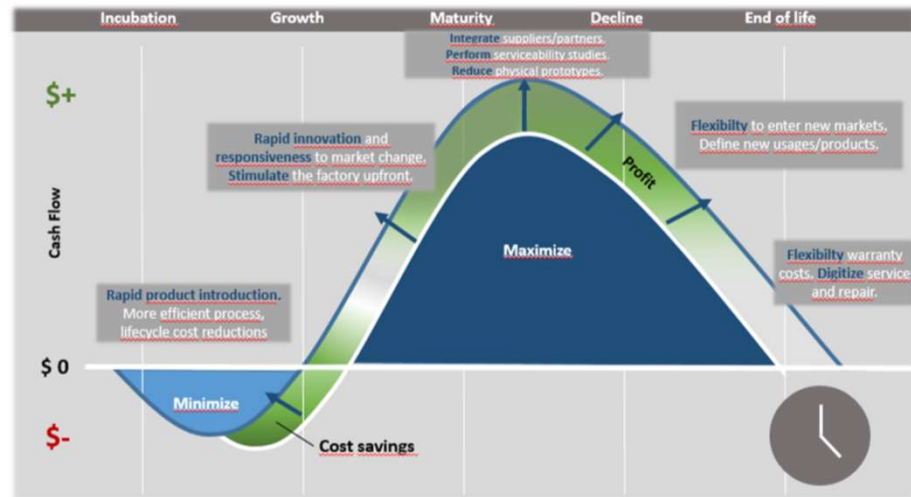 Incubation
Growth
Maturity
Decline
End of life
Integrate suppliers/partners.
Perform serviceability studies.
Reduce physical prototypes.
$+
Rapid innovation and
responsiveness to market change.
Stimulate the factory upfront.
Flexibilty to enter new markets.
Define new usages/products.
Profit
Cash Flow
Maximize
Flexibilty warranty
costs. Digitize service
and repair.
Rapid product introduction.
More efficient process,
lifecycle cost reductions
$ 0
Minimize
$-
Cost savings